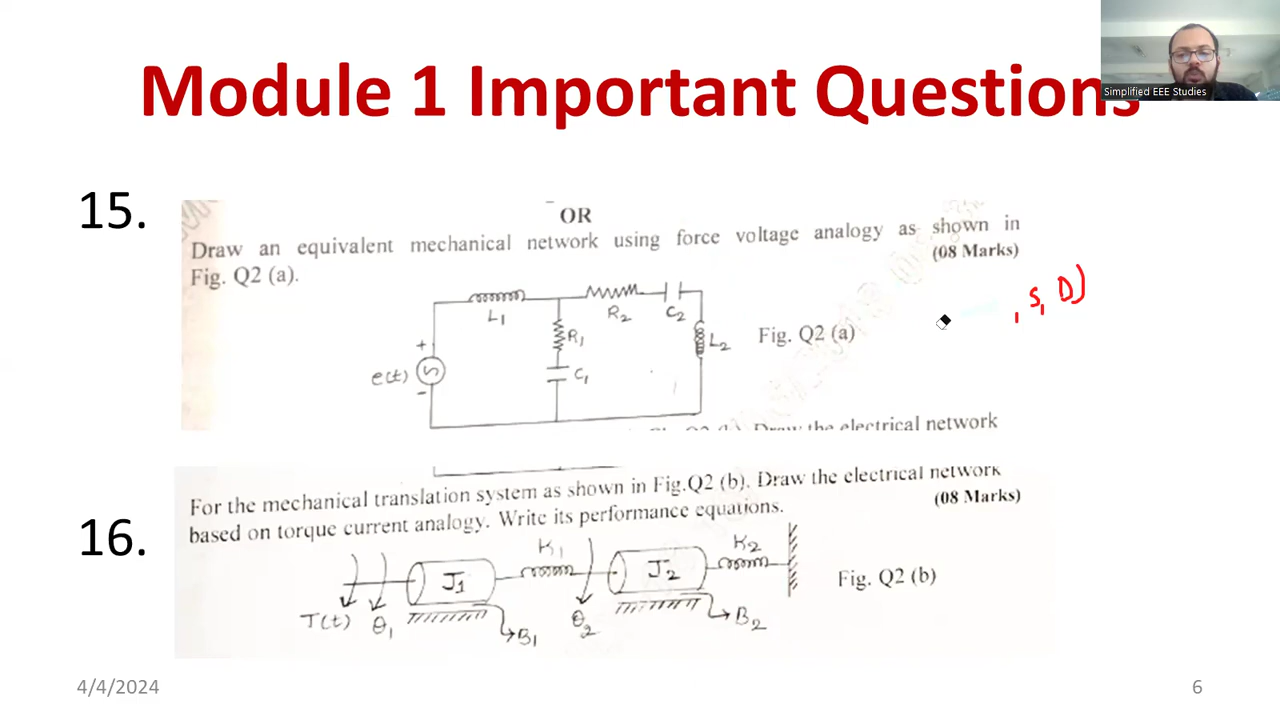 Module 1 Important Questions
Simplified EEE Studies
15.
OR
Draw an equivalent mechanical network using force voltage analogy as shown in
Fig. Q2 (a).
(08 Marks)
L1
R2
C2
R1
L2
C1
e(t)
+
-
Fig. Q2 (a)
, S, D)
Draw the electrical network
16.
For the mechanical translation system as shown in Fig.Q2 (b). Draw the electrical network
based on torque current analogy. Write its performance equations.
(08 Marks)
K1
K2
J1
J2
T(t)
θ1
B1
θ2
B2
Fig. Q2 (b)
4/4/2024
6